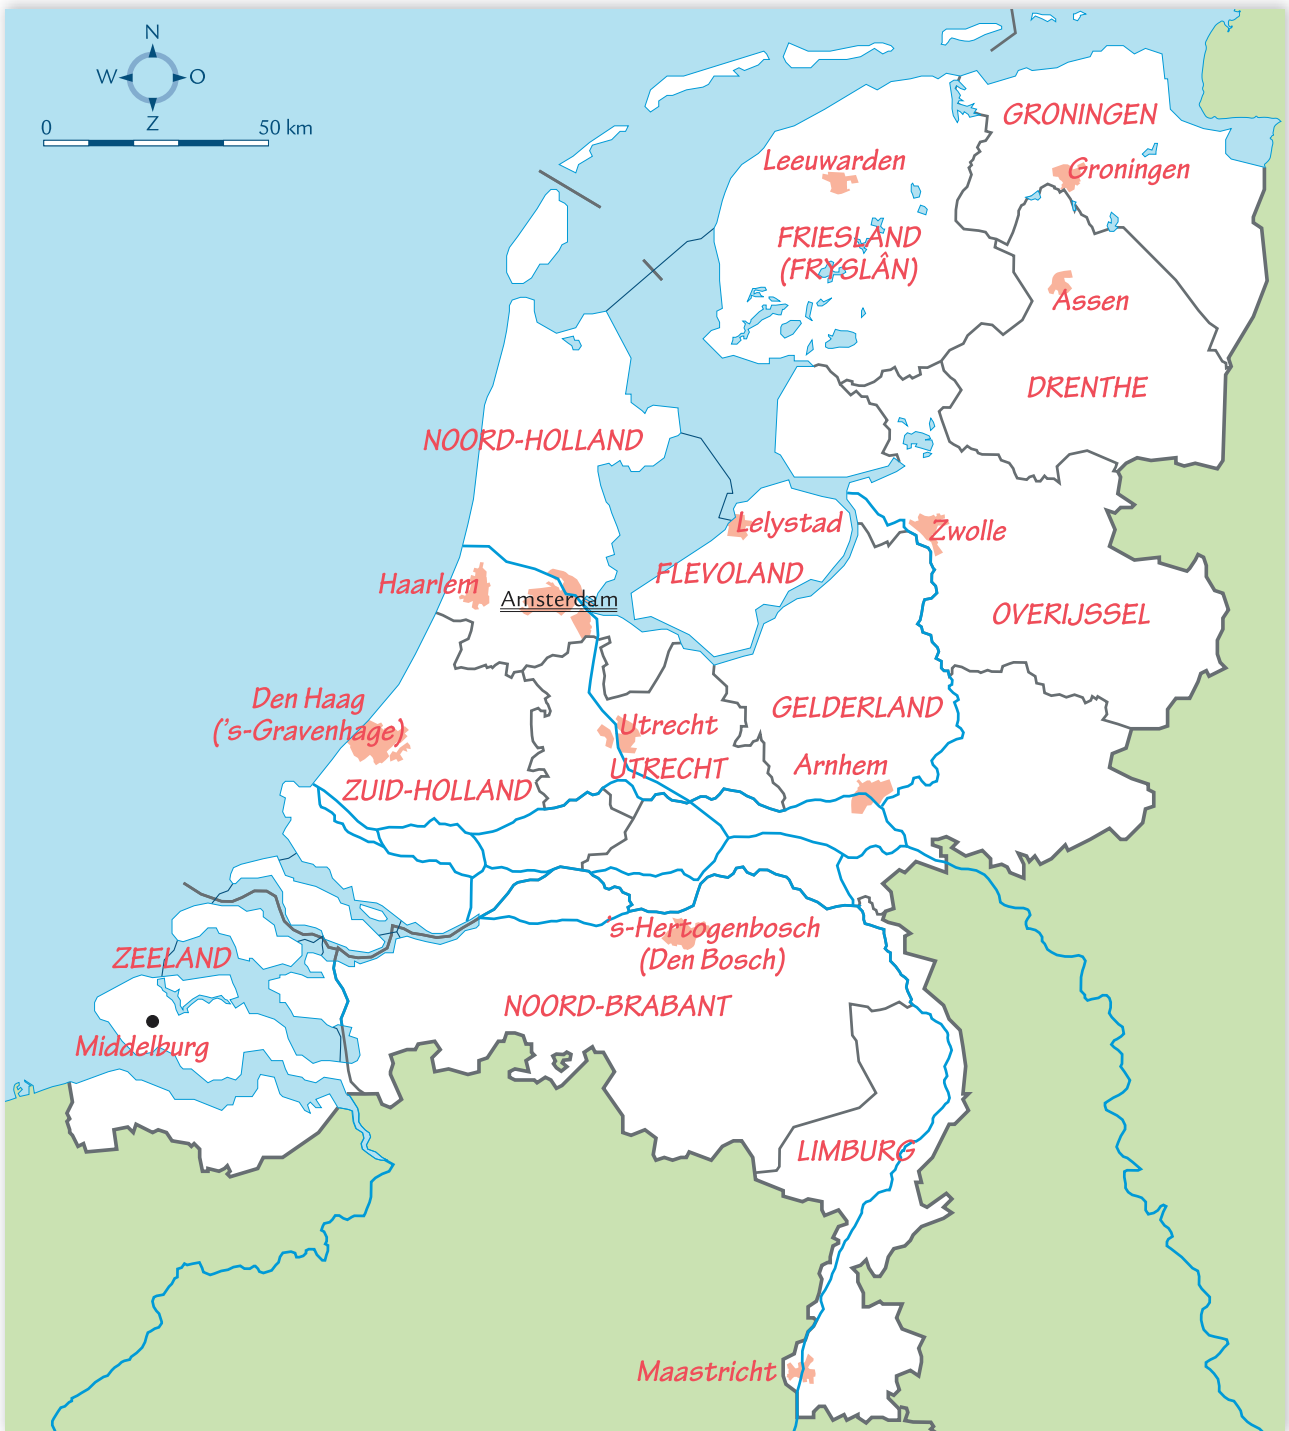 N
W O
Z
0 50 km
GRONINGEN
Groningen
Leeuwarden
FRIESLAND
(FRYSLÂN)
Assen
DRENTHE
NOORD-HOLLAND
Lelystad
Zwolle
FLEVOLAND
Haarlem
Amsterdam
OVERIJSSEL
Den Haag
('s-Gravenhage)
GELDERLAND
Utrecht
UTRECHT
Arnhem
ZUID-HOLLAND
's-Hertogenbosch
(Den Bosch)
ZEELAND
NOORD-BRABANT
Middelburg
LIMBURG
Maastricht